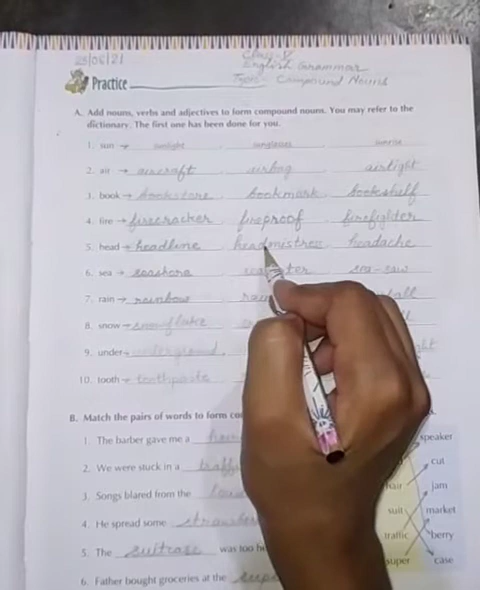 25/06/21
Class-V
English Grammar
Topic- Compound Nouns
Practice
A. Add nouns, verbs and adjectives to form compound nouns. You may refer to the
dictionary. The first one has been done for you.
1. sun → sunlight sunglasses sunrise
2. air → aircraft airbag airtight
3. book → bookstore bookmark bookshelf
4. fire → firecracker fireproof firefighter
5. head → headline headmistress headache
6. sea → seashore sea-saw
7. rain → rainbow
8. snow → snowflake
9. under → underground
10. tooth → toothpaste
B. Match the pairs of words to form
1. The barber gave me a
2. We were stuck in a
3. Songs blared from the
4. He spread some
5. The suitcase was too
6. Father bought groceries at the
speaker
hair cut
jam
suit market
traffic berry
super case